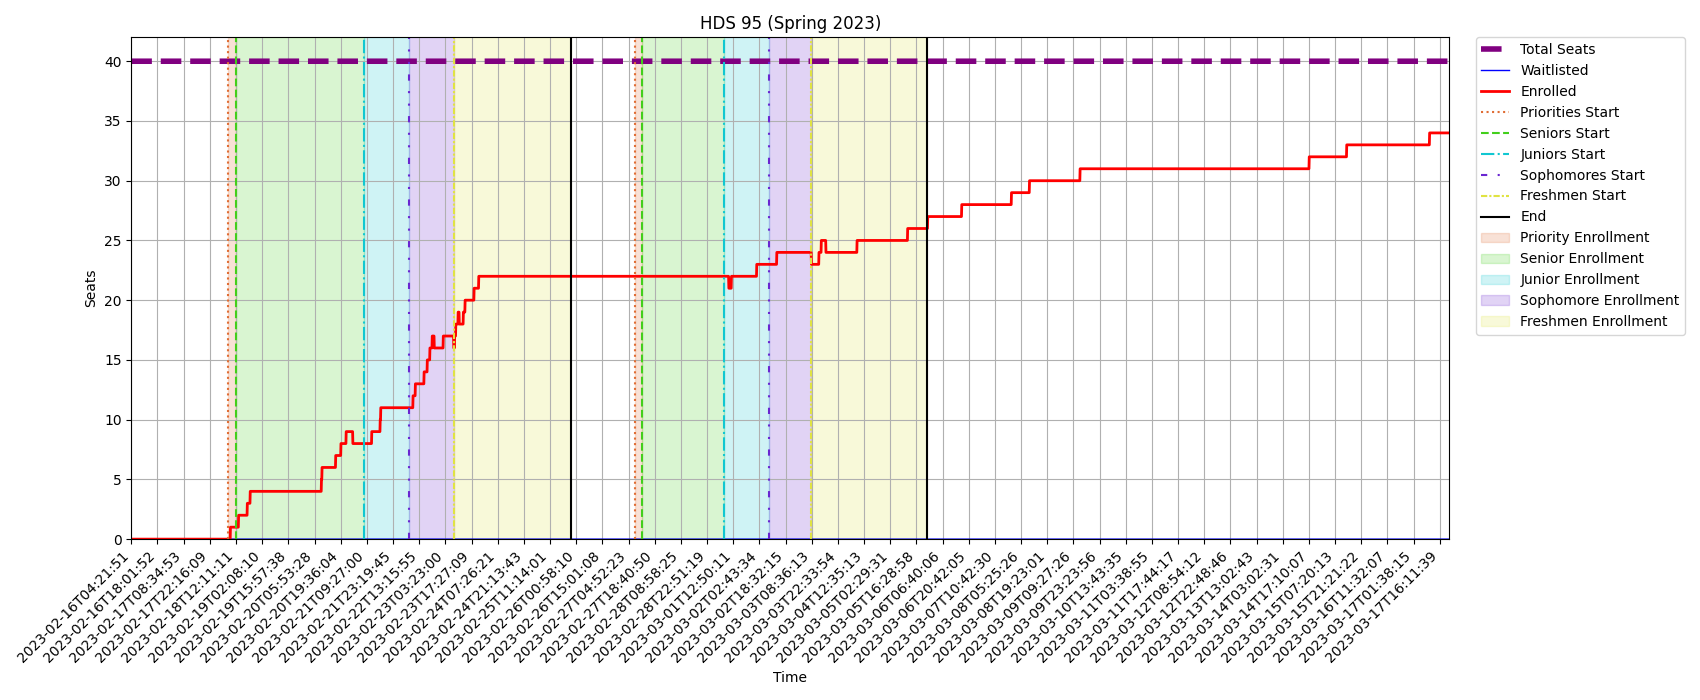 HDS 95 (Spring 2023)
Seats
40
35
30
25
20
15
10
5
0
2023-02-16T04:21:51
2023-02-16T18:01:52
2023-02-17T08:34:53
2023-02-17T22:16:09
2023-02-18T12:11:11
2023-02-19T02:08:10
2023-02-19T15:57:38
2023-02-20T05:53:28
2023-02-20T19:36:04
2023-02-21T09:27:00
2023-02-21T23:19:45
2023-02-22T13:15:55
2023-02-23T03:23:00
2023-02-23T17:27:09
2023-02-24T07:26:21
2023-02-24T21:13:43
2023-02-25T11:14:01
2023-02-26T00:58:10
2023-02-26T15:01:08
2023-02-27T04:52:23
2023-02-27T18:40:50
2023-02-28T08:58:25
2023-02-28T22:51:19
2023-03-01T12:50:11
2023-03-02T02:43:34
2023-03-02T18:32:15
2023-03-03T08:36:13
2023-03-03T22:33:54
2023-03-04T12:35:13
2023-03-05T02:29:31
2023-03-05T16:28:58
2023-03-06T06:40:06
2023-03-06T20:42:05
2023-03-07T10:42:30
2023-03-08T05:25:26
2023-03-08T19:23:01
2023-03-09T09:27:26
2023-03-09T23:23:56
2023-03-10T13:43:35
2023-03-11T03:38:55
2023-03-11T17:44:17
2023-03-12T08:54:12
2023-03-12T22:48:46
2023-03-13T13:02:43
2023-03-14T03:02:31
2023-03-14T17:10:07
2023-03-15T07:20:13
2023-03-15T21:21:22
2023-03-16T11:32:07
2023-03-17T01:38:15
2023-03-17T16:11:39
Time
Total Seats
Waitlisted
Enrolled
Priorities Start
Seniors Start
Juniors Start
Sophomores Start
Freshmen Start
End
Priority Enrollment
Senior Enrollment
Junior Enrollment
Sophomore Enrollment
Freshmen Enrollment